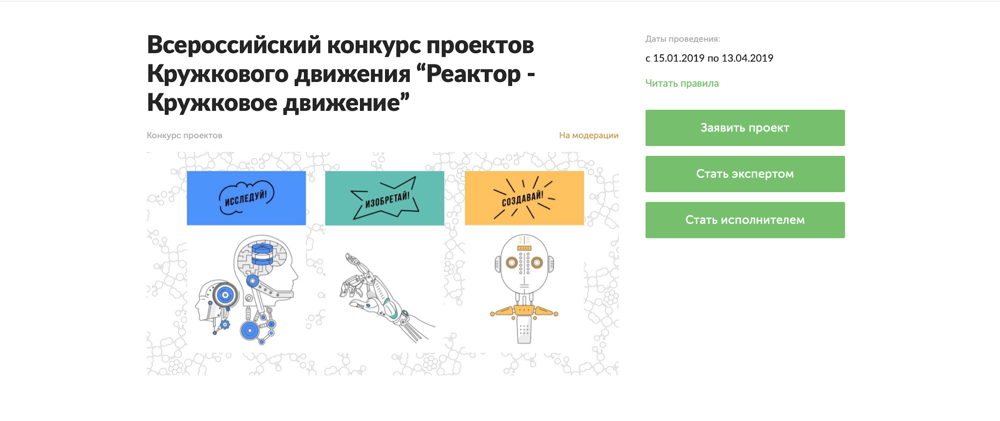 Всероссийский конкурс проектов
Кружкового движения “Реактор -
Кружковое движение”
Конкурс проектов
На модерации
ИССЛЕДУЙ!
ИЗОБРЕТАЙ!
СОЗДАВАЙ!
Даты проведения:
с 15.01.2019 по 13.04.2019
Читать правила
Заявить проект
Стать экспертом
Стать исполнителем